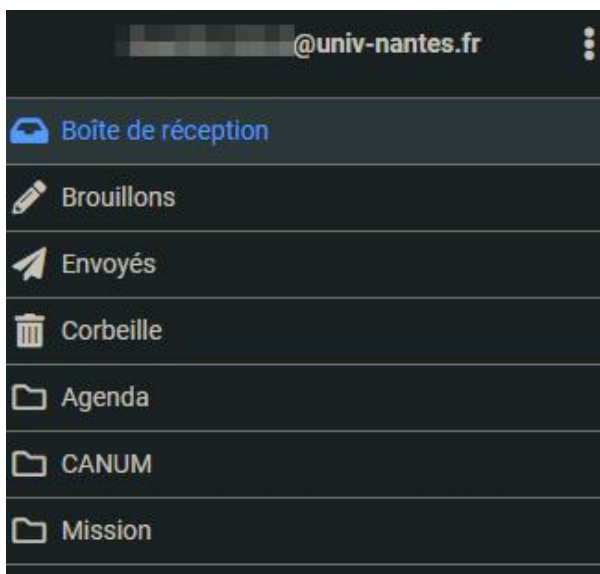 @univ-nantes.fr
Boîte de réception
Brouillons
Envoyés
Corbeille
Agenda
CANUM
Mission